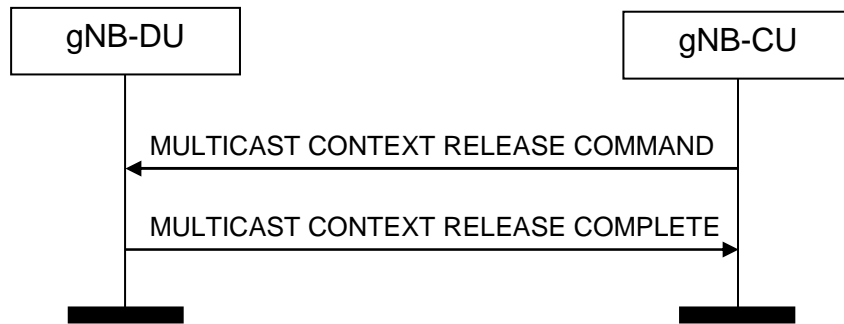 gNB-DU
gNB-CU
MULTICAST CONTEXT RELEASE COMMAND
MULTICAST CONTEXT RELEASE COMPLETE